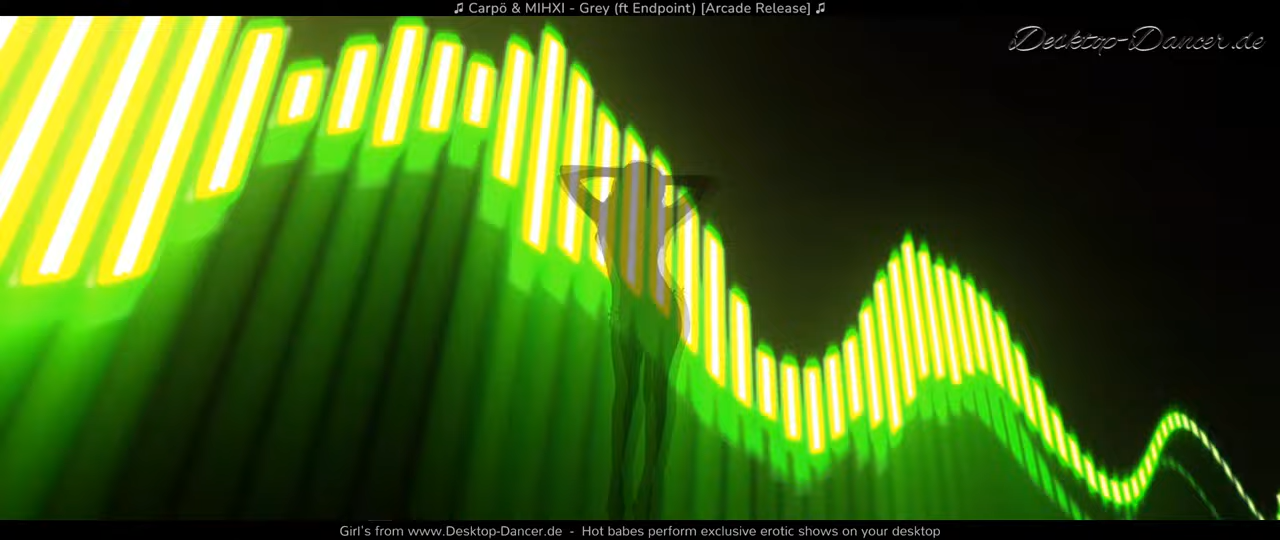 ♫ Carpö & MIHXI - Grey (ft Endpoint) [Arcade Release] ♫
Desktop-Dancer.de
Girl's from www.Desktop-Dancer.de - Hot babes perform exclusive erotic shows on your desktop